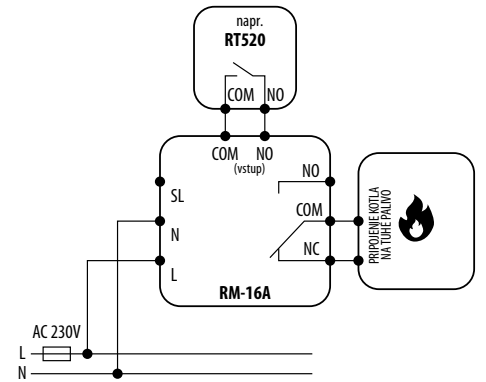 napr.
RT520
COM NO
COM NO
(vstup)
NO
SL
COM
N
NC
L
RM-16A
PRIPOJENIE KOTLA
NA TUHÉ PALIVO
AC 230V
L
N